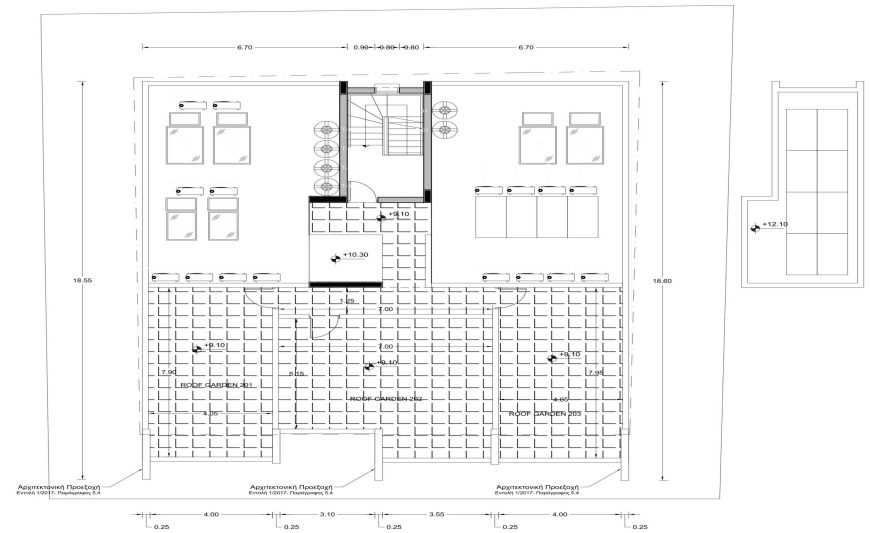 6.70 0.90 0.80 0.80 6.70
+9.10
+12.10
+10.30
18.55
18.60
1.25
7.00
7.00
+9.10
+9.10
+9.10
7.90
5.15
7.95
ROOF GARDEN 201
ROOF GARDEN 202
4.05
4.05
ROOF GARDEN 203
Αρχιτεκτονική Προεξοχή
Εντολή 1/2017- Παράγραφος 5.4
Αρχιτεκτονική Προεξοχή
Εντολή 1/2017- Παράγραφος 5.4
Αρχιτεκτονική Προεξοχή
Εντολή 1/2017- Παράγραφος 5.4
4.00 3.10 3.55 4.00
0.25 0.25 0.25 0.25 0.25